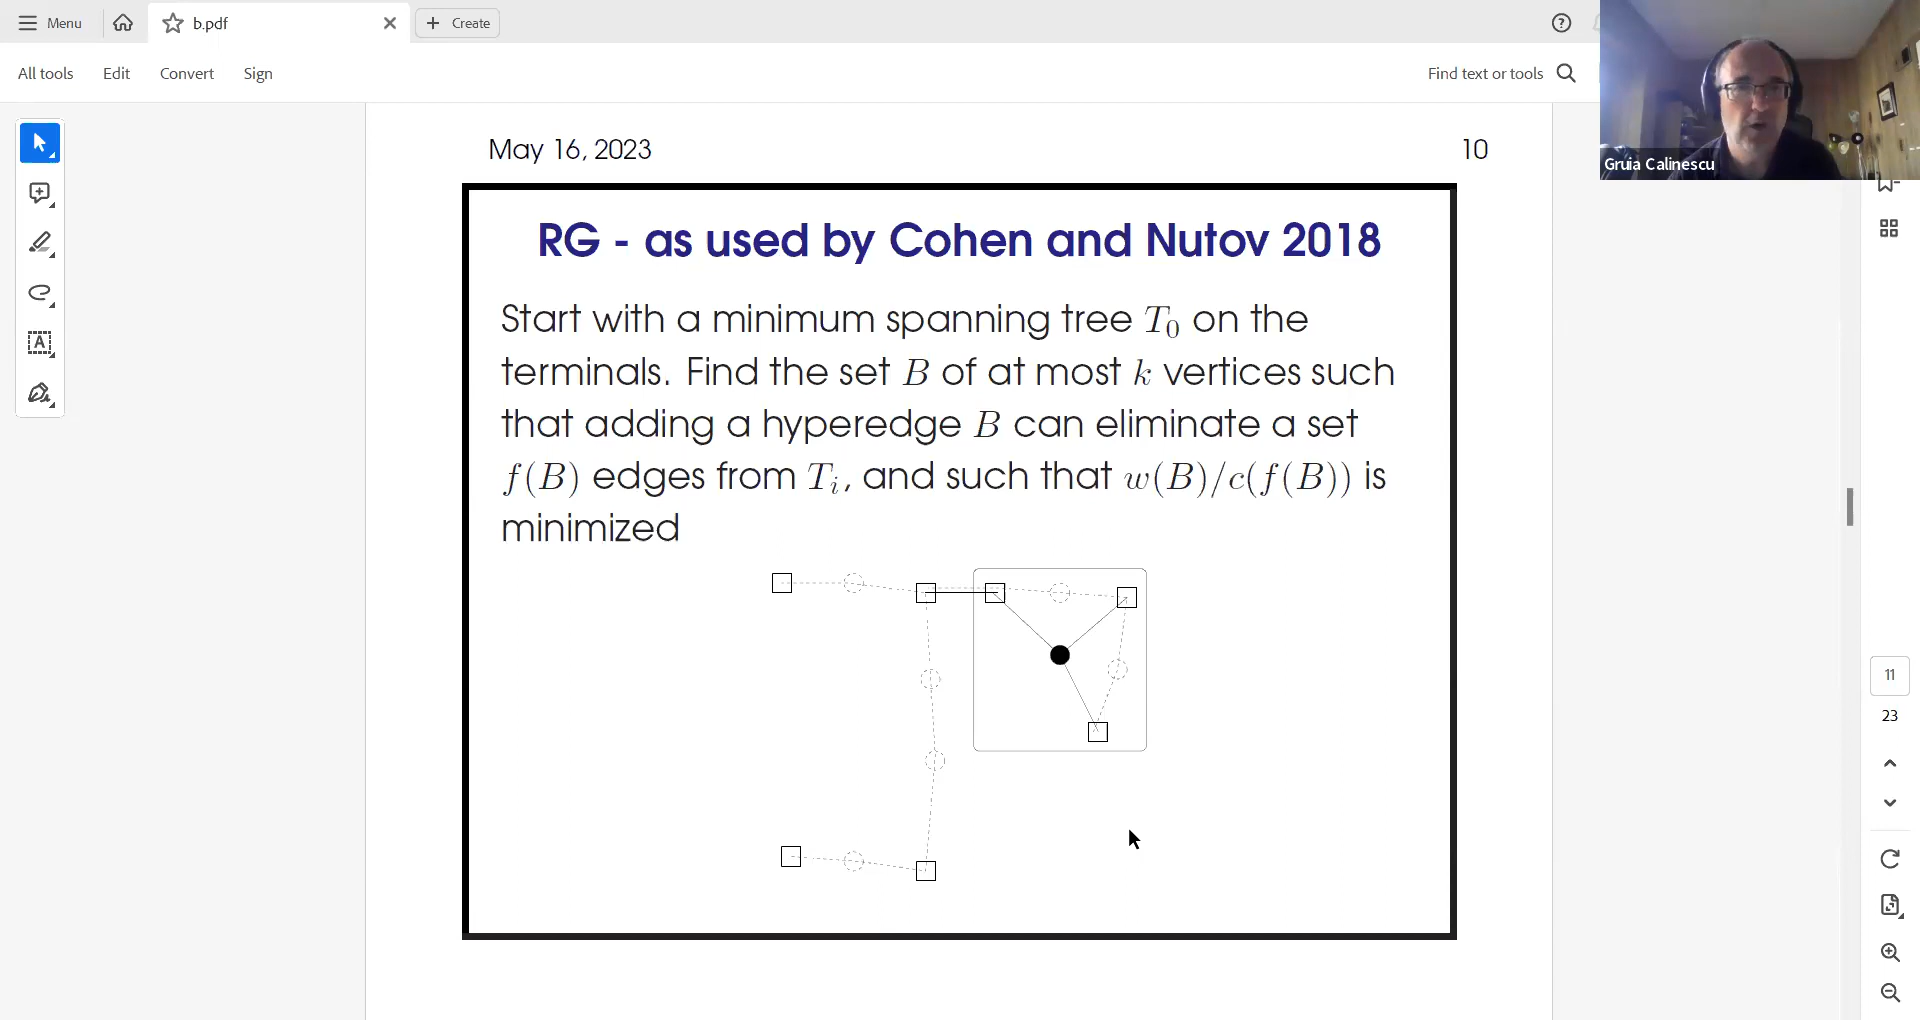 Menu
b.pdf
Create
All tools
Edit
Convert
Sign
Find text or tools
Gruia Calinescu
May 16, 2023
10
RG - as used by Cohen and Nutov 2018
Start with a minimum spanning tree T₀ on the
terminals. Find the set B of at most k vertices such
that adding a hyperedge B can eliminate a set
f(B) edges from Tᵢ, and such that w(B)/c(f(B)) is
minimized
11
23